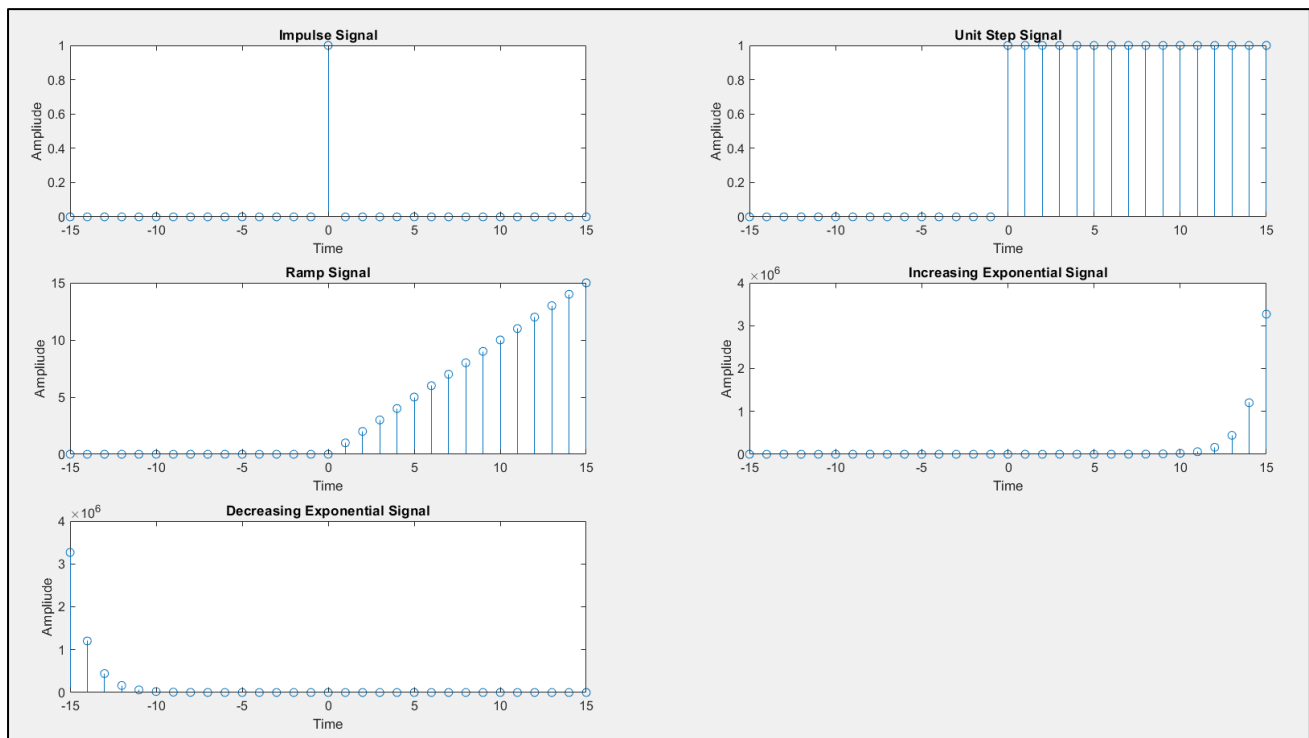 Impulse Signal
1
0.8
0.6
0.4
0.2
0
Ampliude
-15 -10 -5 0 5 10 15
Time
Unit Step Signal
1
0.8
0.6
0.4
0.2
0
Ampliude
-15 -10 -5 0 5 10 15
Time
Ramp Signal
15
10
5
0
Ampliude
-15 -10 -5 0 5 10 15
Time
Increasing Exponential Signal
×10⁶
4
3
2
1
0
Ampliude
-15 -10 -5 0 5 10 15
Time
Decreasing Exponential Signal
×10⁶
4
3
2
1
0
Ampliude
-15 -10 -5 0 5 10 15
Time